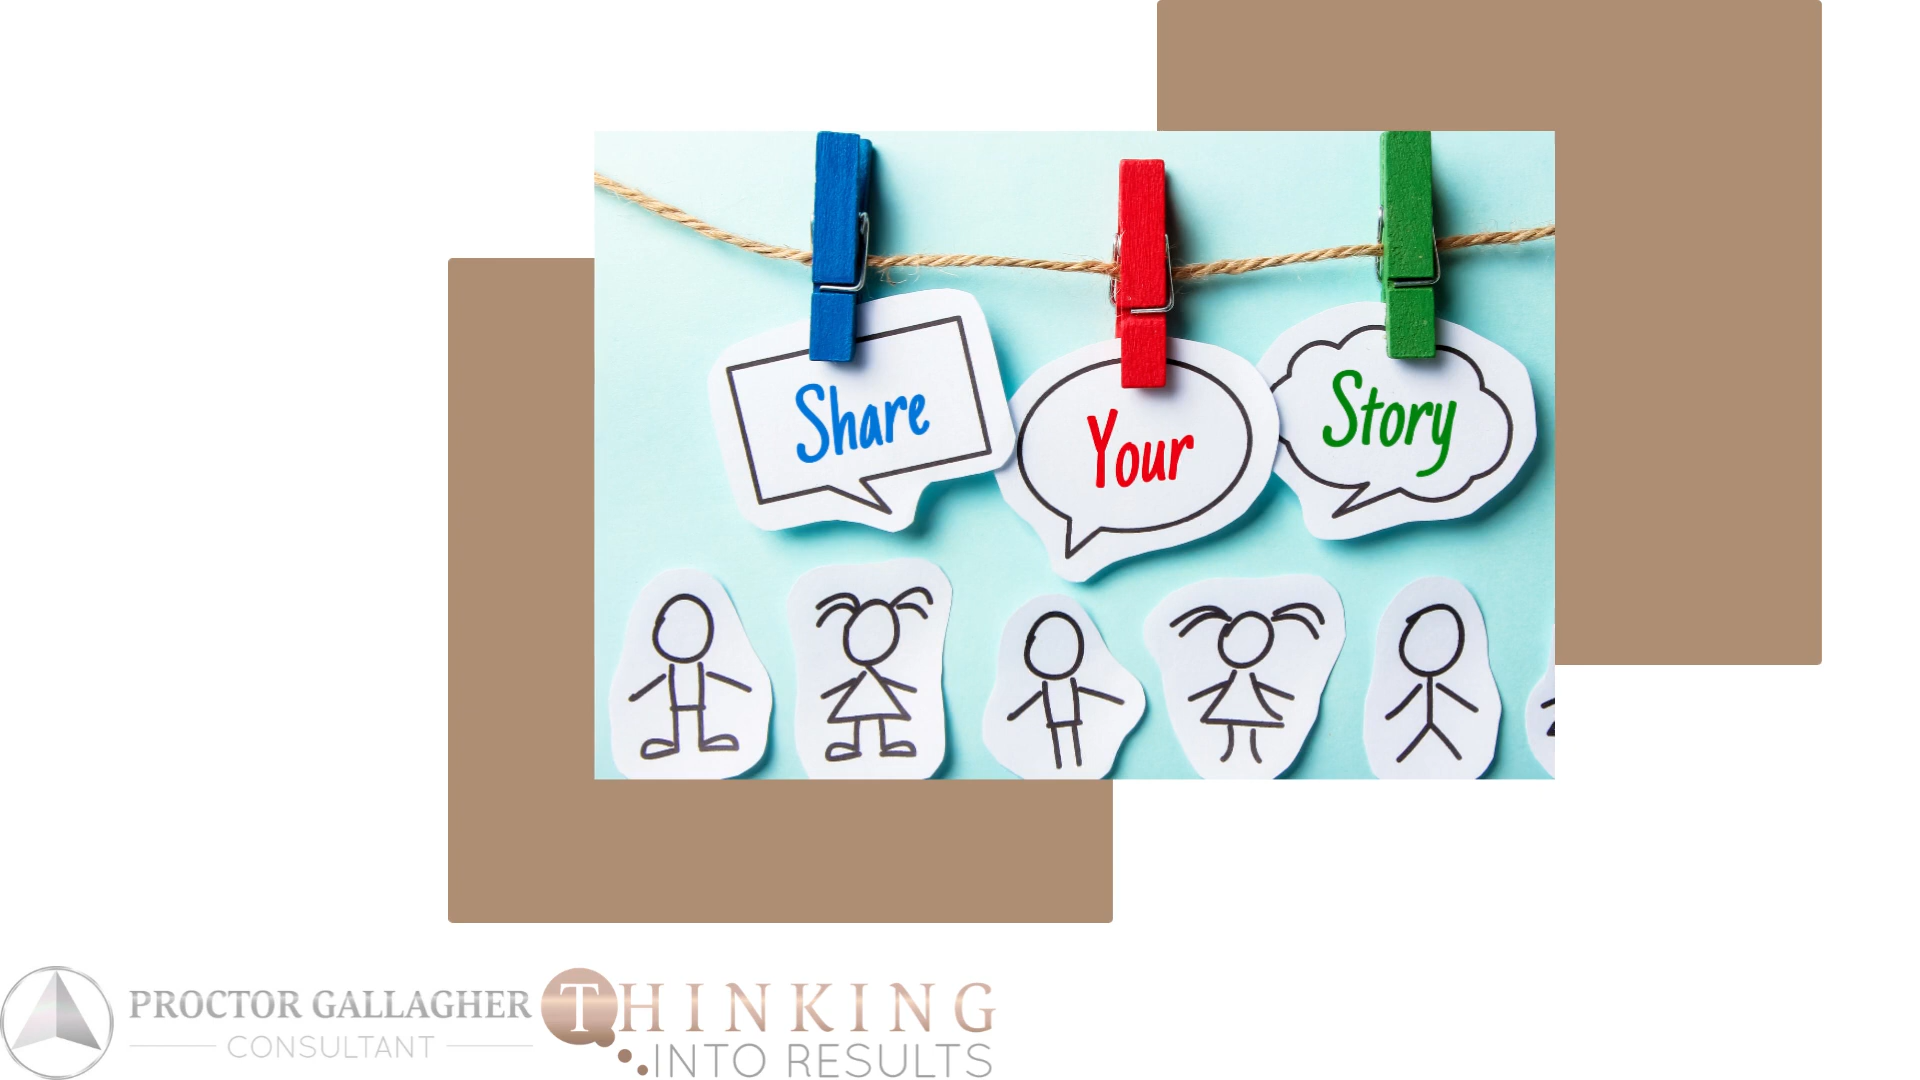 Share
Your
Story
PROCTOR GALLAGHER
CONSULTANT
THINKING
INTO RESULTS